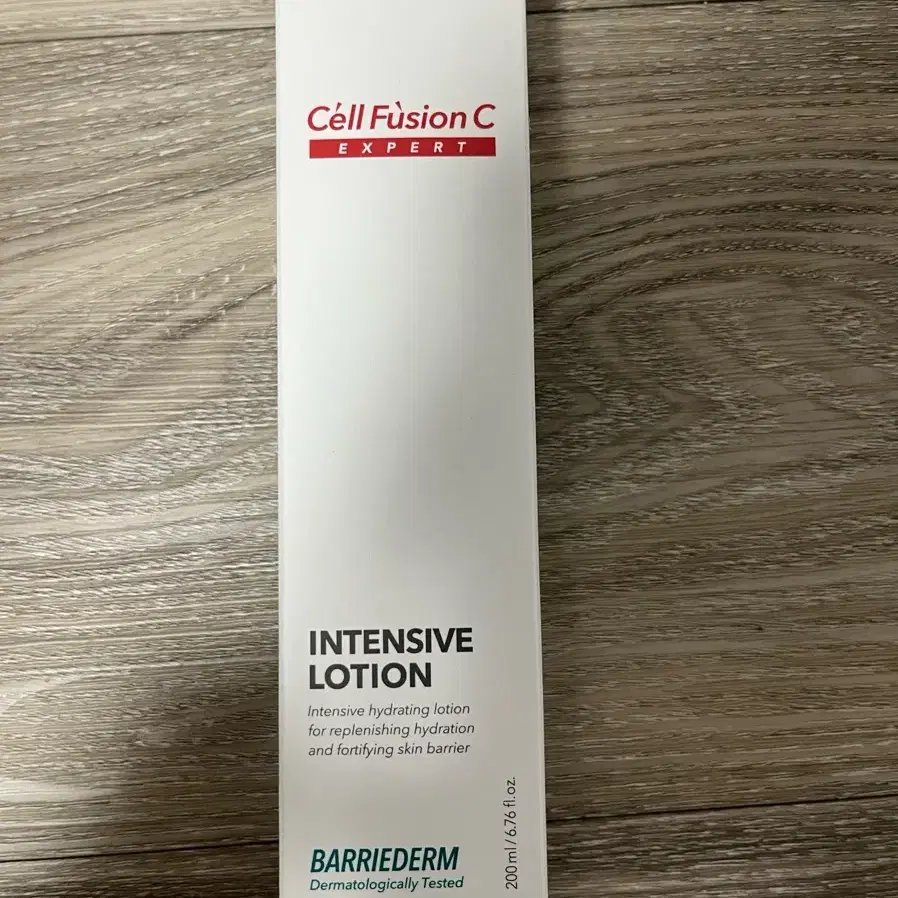 Céll Fùsion C
EXPERT
INTENSIVE
LOTION
Intensive hydrating lotion
for replenishing hydration
and fortifying skin barrier
200 ml / 6.76 fl.oz.
BARRIEDERM
Dermatologically Tested